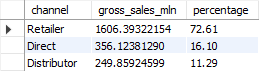 channel gross_sales_mln percentage
Retailer 1606.39322154 72.61
Direct 356.12381290 16.10
Distributor 249.85924599 11.29